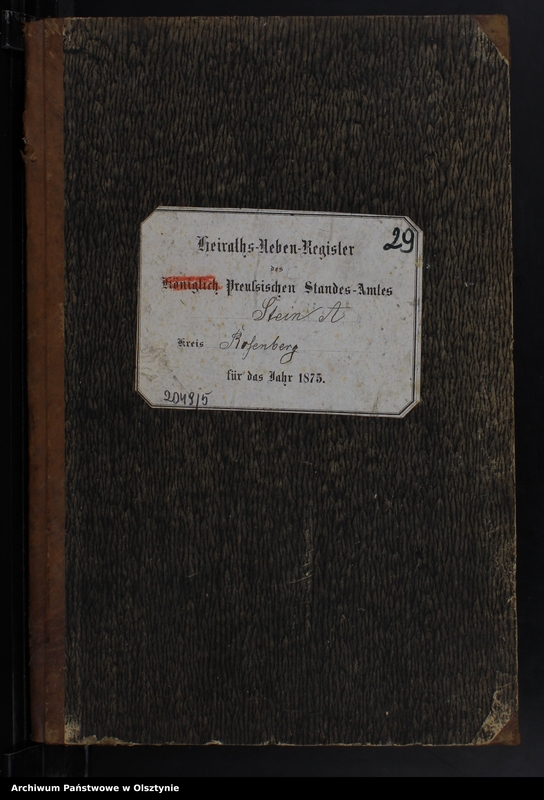 29
Heiraths-Neben-Register
des
Königlich Preußischen Standes-Amtes
Stein A
Kreis Rosenberg
für das Jahr 1875.
2049/5
Archiwum Państwowe w Olsztynie